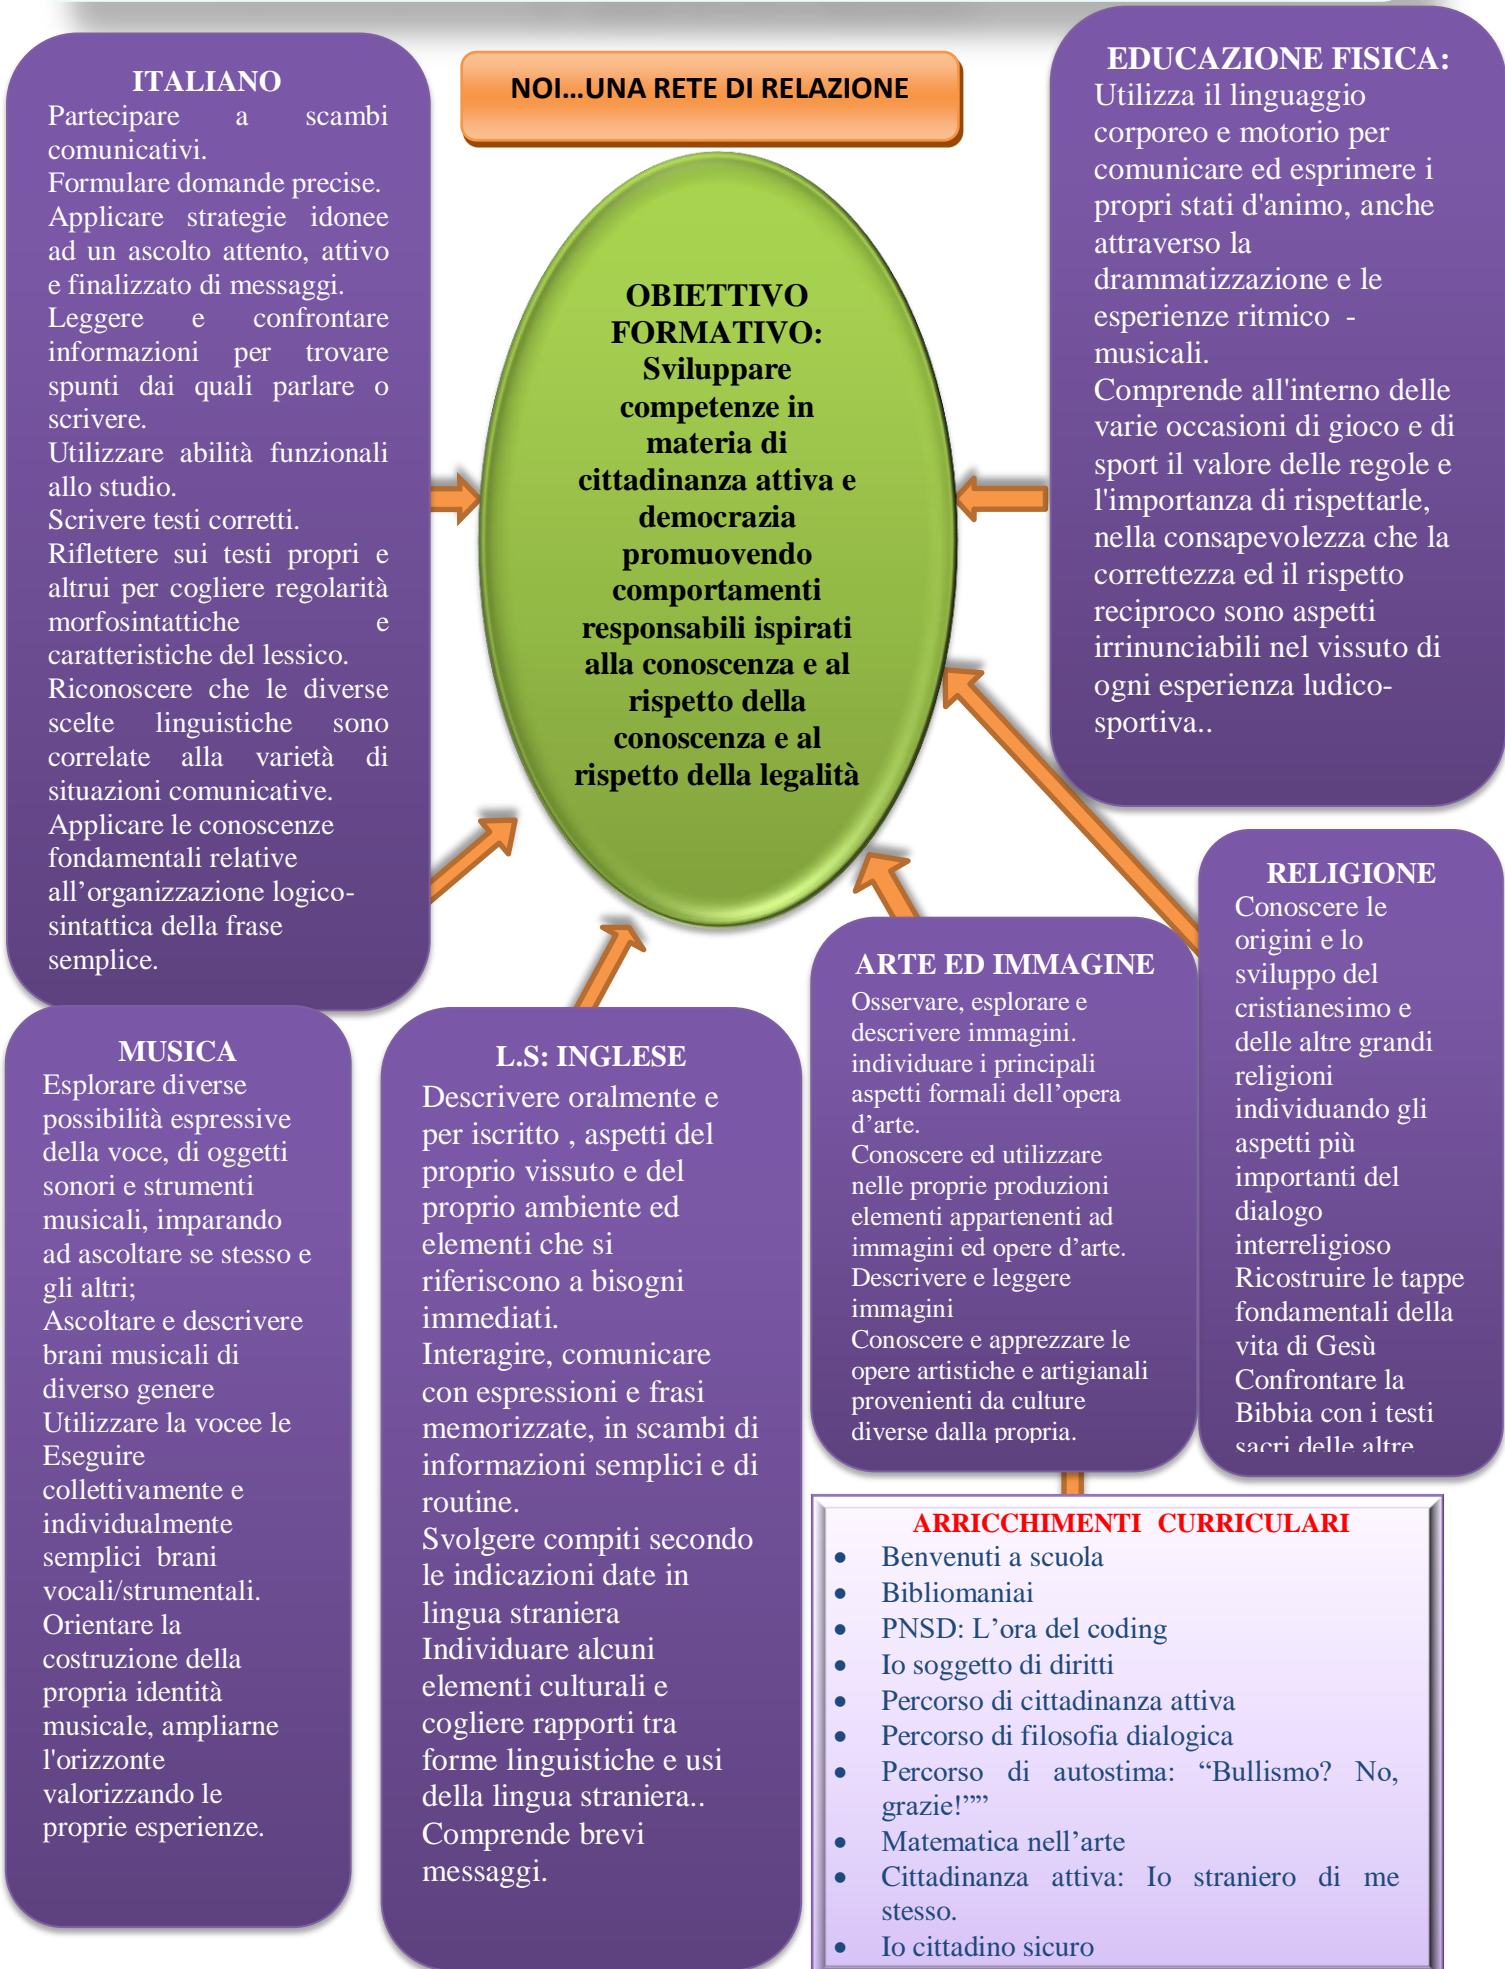 NOI...UNA RETE DI RELAZIONE
ITALIANO
Partecipare a scambi
comunicativi.
Formulare domande precise.
Applicare strategie idonee
ad un ascolto attento, attivo
e finalizzato di messaggi.
Leggere e confrontare
informazioni per trovare
spunti dai quali parlare o
scrivere.
Utilizzare abilità funzionali
allo studio.
Scrivere testi corretti.
Riflettere sui testi propri e
altrui per cogliere regolarità
morfosintattiche e
caratteristiche del lessico.
Riconoscere che le diverse
scelte linguistiche sono
correlate alla varietà di
situazioni comunicative.
Applicare le conoscenze
fondamentali relative
all’organizzazione logico-
sintattica della frase
semplice.
OBIETTIVO
FORMATIVO:
Sviluppare
competenze in
materia di
cittadinanza attiva e
democrazia
promuovendo
comportamenti
responsabili ispirati
alla conoscenza e al
rispetto della
conoscenza e al
rispetto della legalità
EDUCAZIONE FISICA:
Utilizza il linguaggio
corporeo e motorio per
comunicare ed esprimere i
propri stati d'animo, anche
attraverso la
drammatizzazione e le
esperienze ritmico -
musicali.
Comprende all'interno delle
varie occasioni di gioco e di
sport il valore delle regole e
l'importanza di rispettarle,
nella consapevolezza che la
correttezza ed il rispetto
reciproco sono aspetti
irrinunciabili nel vissuto di
ogni esperienza ludico-
sportiva..
MUSICA
Esplorare diverse
possibilità espressive
della voce, di oggetti
sonori e strumenti
musicali, imparando
ad ascoltare se stesso e
gli altri;
Ascoltare e descrivere
brani musicali di
diverso genere
Utilizzare la vocee le
Eseguire
collettivamente e
individualmente
semplici brani
vocali/strumentali.
Orientare la
costruzione della
propria identità
musicale, ampliarne
l'orizzonte
valorizzando le
proprie esperienze.
L.S: INGLESE
Descrivere oralmente e
per iscritto , aspetti del
proprio vissuto e del
proprio ambiente ed
elementi che si
riferiscono a bisogni
immediati.
Interagire, comunicare
con espressioni e frasi
memorizzate, in scambi di
informazioni semplici e di
routine.
Svolgere compiti secondo
le indicazioni date in
lingua straniera
Individuare alcuni
elementi culturali e
cogliere rapporti tra
forme linguistiche e usi
della lingua straniera..
Comprende brevi
messaggi.
ARTE ED IMMAGINE
Osservare, esplorare e
descrivere immagini.
individuare i principali
aspetti formali dell’opera
d’arte.
Conoscere ed utilizzare
nelle proprie produzioni
elementi appartenenti ad
immagini ed opere d’arte.
Descrivere e leggere
immagini
Conoscere e apprezzare le
opere artistiche e artigianali
provenienti da culture
diverse dalla propria.
RELIGIONE
Conoscere le
origini e lo
sviluppo del
cristianesimo e
delle altre grandi
religioni
individuando gli
aspetti più
importanti del
dialogo
interreligioso
Ricostruire le tappe
fondamentali della
vita di Gesù
Confrontare la
Bibbia con i testi
sacri delle altre
ARRICCHIMENTI CURRICULARI
• Benvenuti a scuola
• Bibliomaniai
• PNSD: L’ora del coding
• Io soggetto di diritti
• Percorso di cittadinanza attiva
• Percorso di filosofia dialogica
• Percorso di autostima: “Bullismo? No,
grazie!””
• Matematica nell’arte
• Cittadinanza attiva: Io straniero di me
stesso.
• Io cittadino sicuro